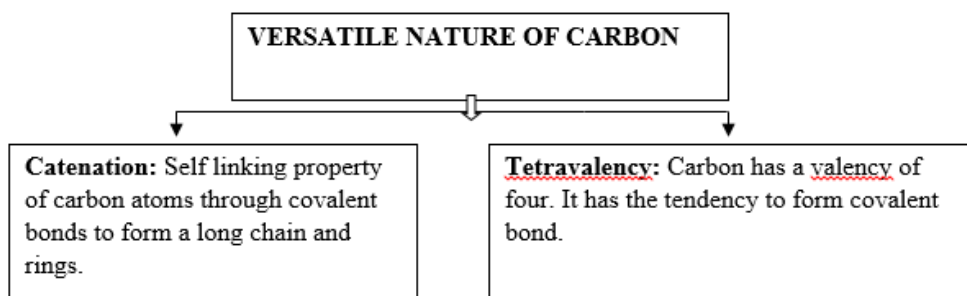 VERSATILE NATURE OF CARBON
Catenation: Self linking property
of carbon atoms through covalent
bonds to form a long chain and
rings.
Tetravalency: Carbon has a valency of
four. It has the tendency to form covalent
bond.